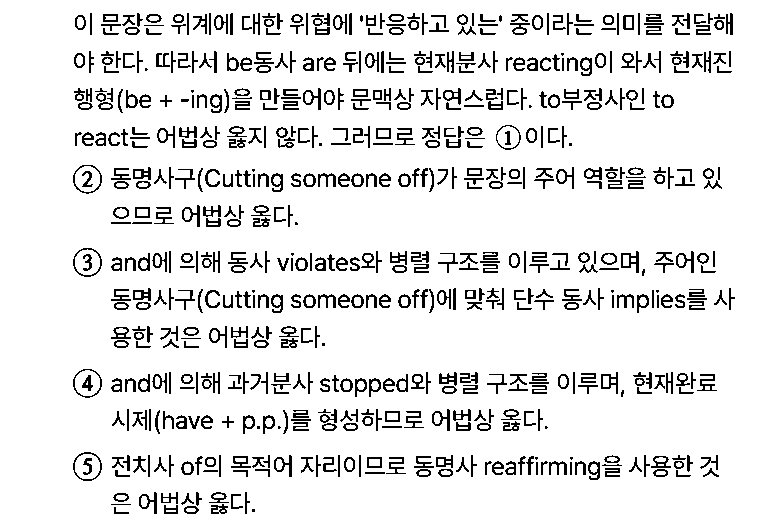 이 문장은 위계에 대한 위협에 '반응하고 있는' 중이라는 의미를 전달해
야 한다. 따라서 be동사 are 뒤에는 현재분사 reacting이 와서 현재진
행형(be + -ing)을 만들어야 문맥상 자연스럽다. to부정사인 to
react는 어법상 옳지 않다. 그러므로 정답은 ①이다.
② 동명사구(Cutting someone off)가 문장의 주어 역할을 하고 있
으므로 어법상 옳다.
③ and에 의해 동사 violates와 병렬 구조를 이루고 있으며, 주어인
동명사구(Cutting someone off)에 맞춰 단수 동사 implies를 사
용한 것은 어법상 옳다.
④ and에 의해 과거분사 stopped와 병렬 구조를 이루며, 현재완료
시제(have + p.p.)를 형성하므로 어법상 옳다.
⑤ 전치사 of의 목적어 자리이므로 동명사 reaffirming을 사용한 것
은 어법상 옳다.